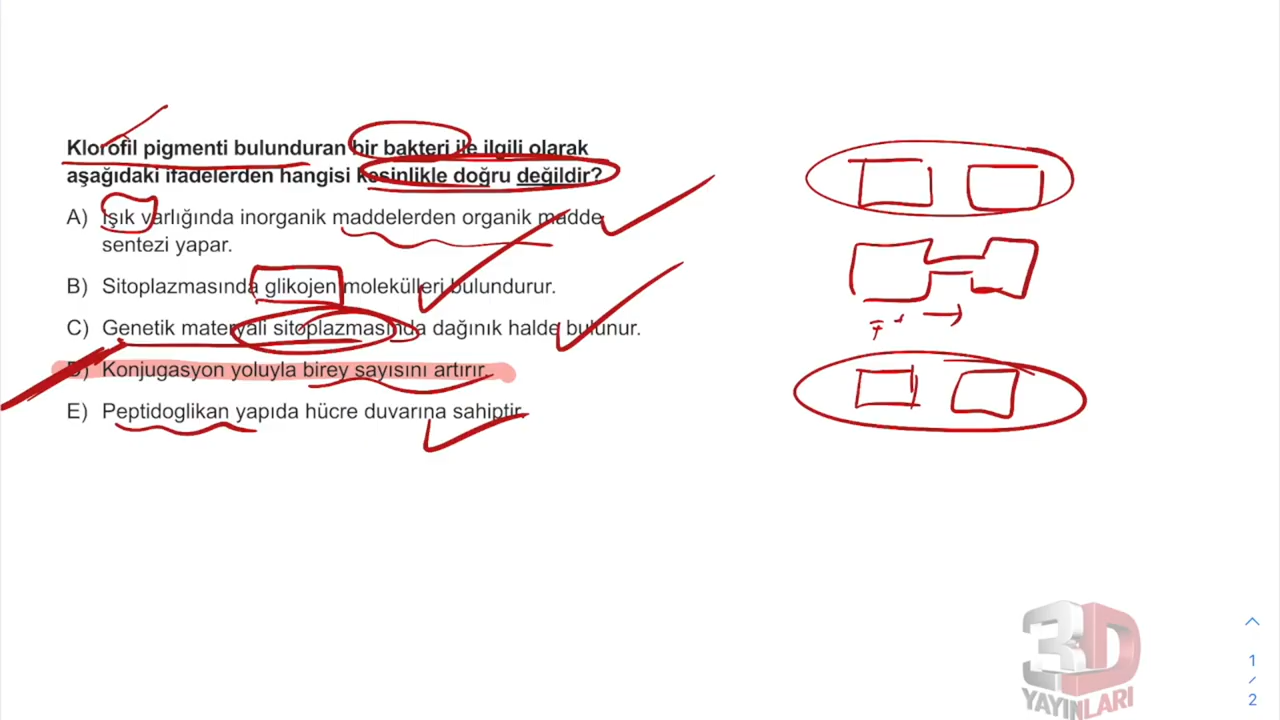 Klorofil pigmenti bulunduran bir bakteri ile ilgili olarak
aşağıdaki ifadelerden hangisi kesinlikle doğru değildir?
A) Işık varlığında inorganik maddelerden organik madde
sentezi yapar.
B) Sitoplazmasında glikojen molekülleri bulundurur.
C) Genetik materyali sitoplazmasında dağınık halde bulunur.
D) Konjugasyon yoluyla birey sayısını artırır.
E) Peptidoglikan yapıda hücre duvarına sahiptir.
F+
3D
YAYINLARI
1
/
2